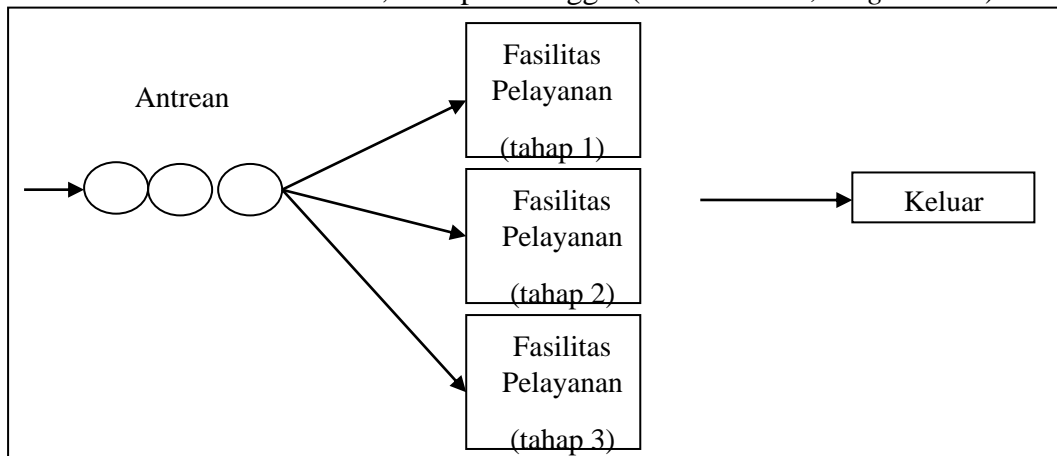 Antrean
Fasilitas
Pelayanan
(tahap 1)
Fasilitas
Pelayanan
(tahap 2)
Fasilitas
Pelayanan
(tahap 3)
Keluar